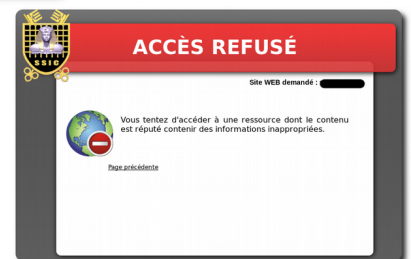 SSIC
ACCÈS REFUSÉ
Site WEB demandé :
Vous tentez d'accéder à une ressource dont le contenu
est réputé contenir des informations inappropriées.
Page précédente